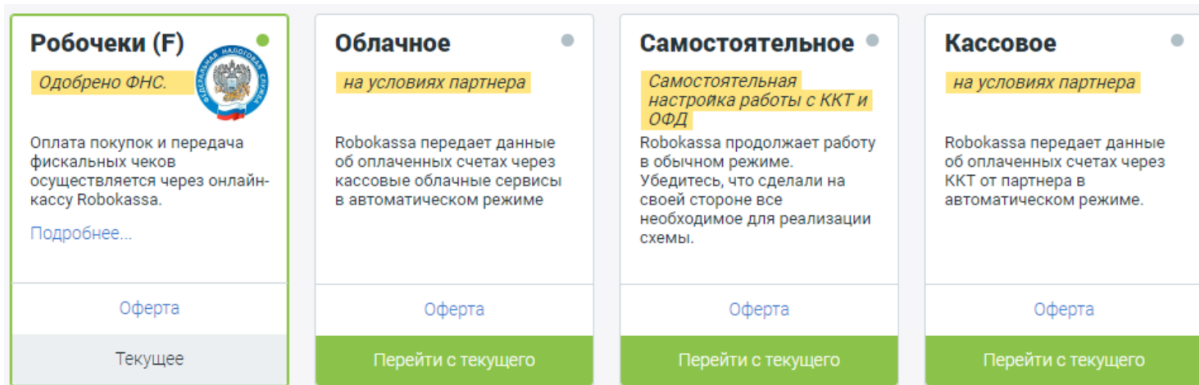 Робочеки (F)
Одобрено ФНС.
ФЕДЕРАЛЬНАЯ НАЛОГОВАЯ СЛУЖБА
Оплата покупок и передача
фискальных чеков
осуществляется через онлайн-
кассу Robokassa.
Подробнее...
Оферта
Текущее
Облачное
на условиях партнера
Robokassa передает данные
об оплаченных счетах через
кассовые облачные сервисы
в автоматическом режиме
Оферта
Перейти с текущего
Самостоятельное
Самостоятельная
настройка работы с ККТ и
ОФД
Robokassa продолжает работу
в обычном режиме.
Убедитесь, что сделали на
своей стороне все
необходимое для реализации
схемы.
Оферта
Перейти с текущего
Кассовое
на условиях партнера
Robokassa передает данные
об оплаченных счетах через
ККТ от партнера в
автоматическом режиме.
Оферта
Перейти с текущего